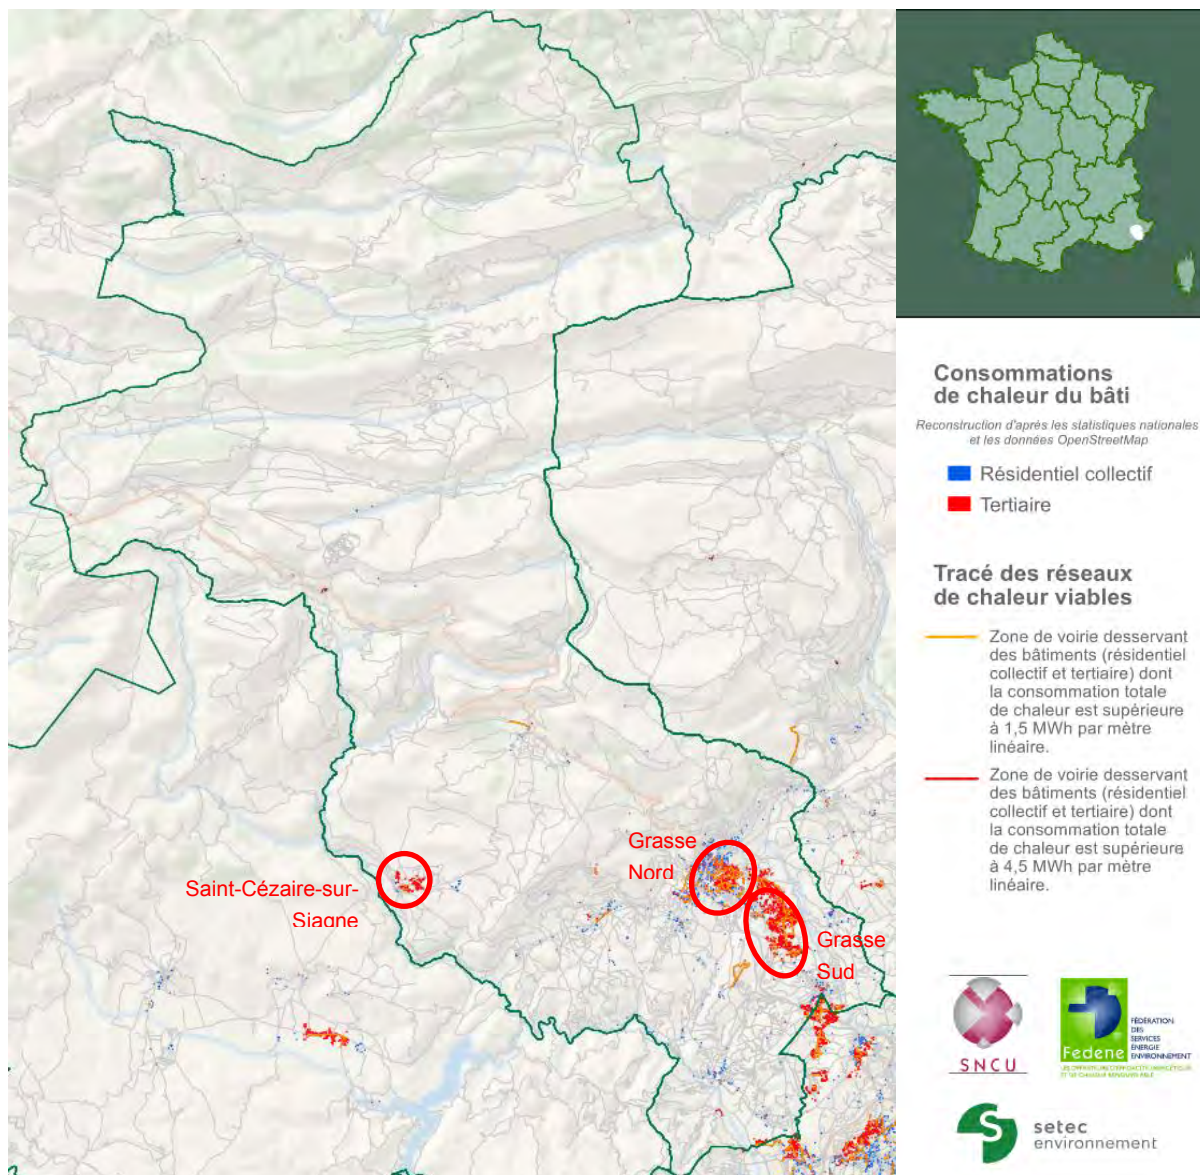 Grasse
Nord
Saint-Cézaire-sur-
Siagne
Grasse
Sud
Consommations
de chaleur du bâti
Reconstruction d'après les statistiques nationales
et les données OpenStreetMap
Résidentiel collectif
Tertiaire
Tracé des réseaux
de chaleur viables
Zone de voirie desservant
des bâtiments (résidentiel
collectif et tertiaire) dont
la consommation totale
de chaleur est supérieure
à 1,5 MWh par mètre
linéaire.
Zone de voirie desservant
des bâtiments (résidentiel
collectif et tertiaire) dont
la consommation totale
de chaleur est supérieure
à 4,5 MWh par mètre
linéaire.
SNCU
Fedene
FÉDÉRATION
DES
SERVICES
ÉNERGIE
ENVIRONNEMENT
S
setec
environnement